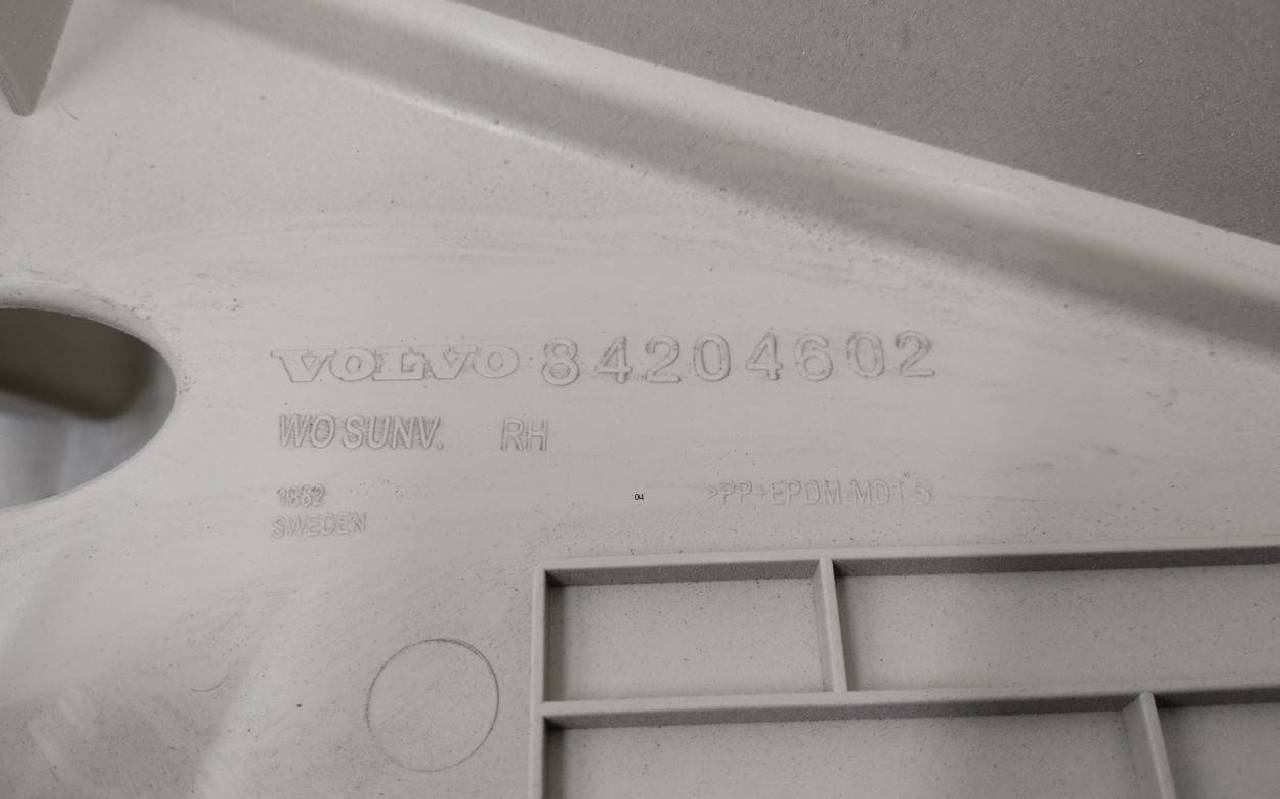 VOLVO 84204602
WO SUNV. RH
1882
SWEDEN
04
>PP+EPDM-MD15